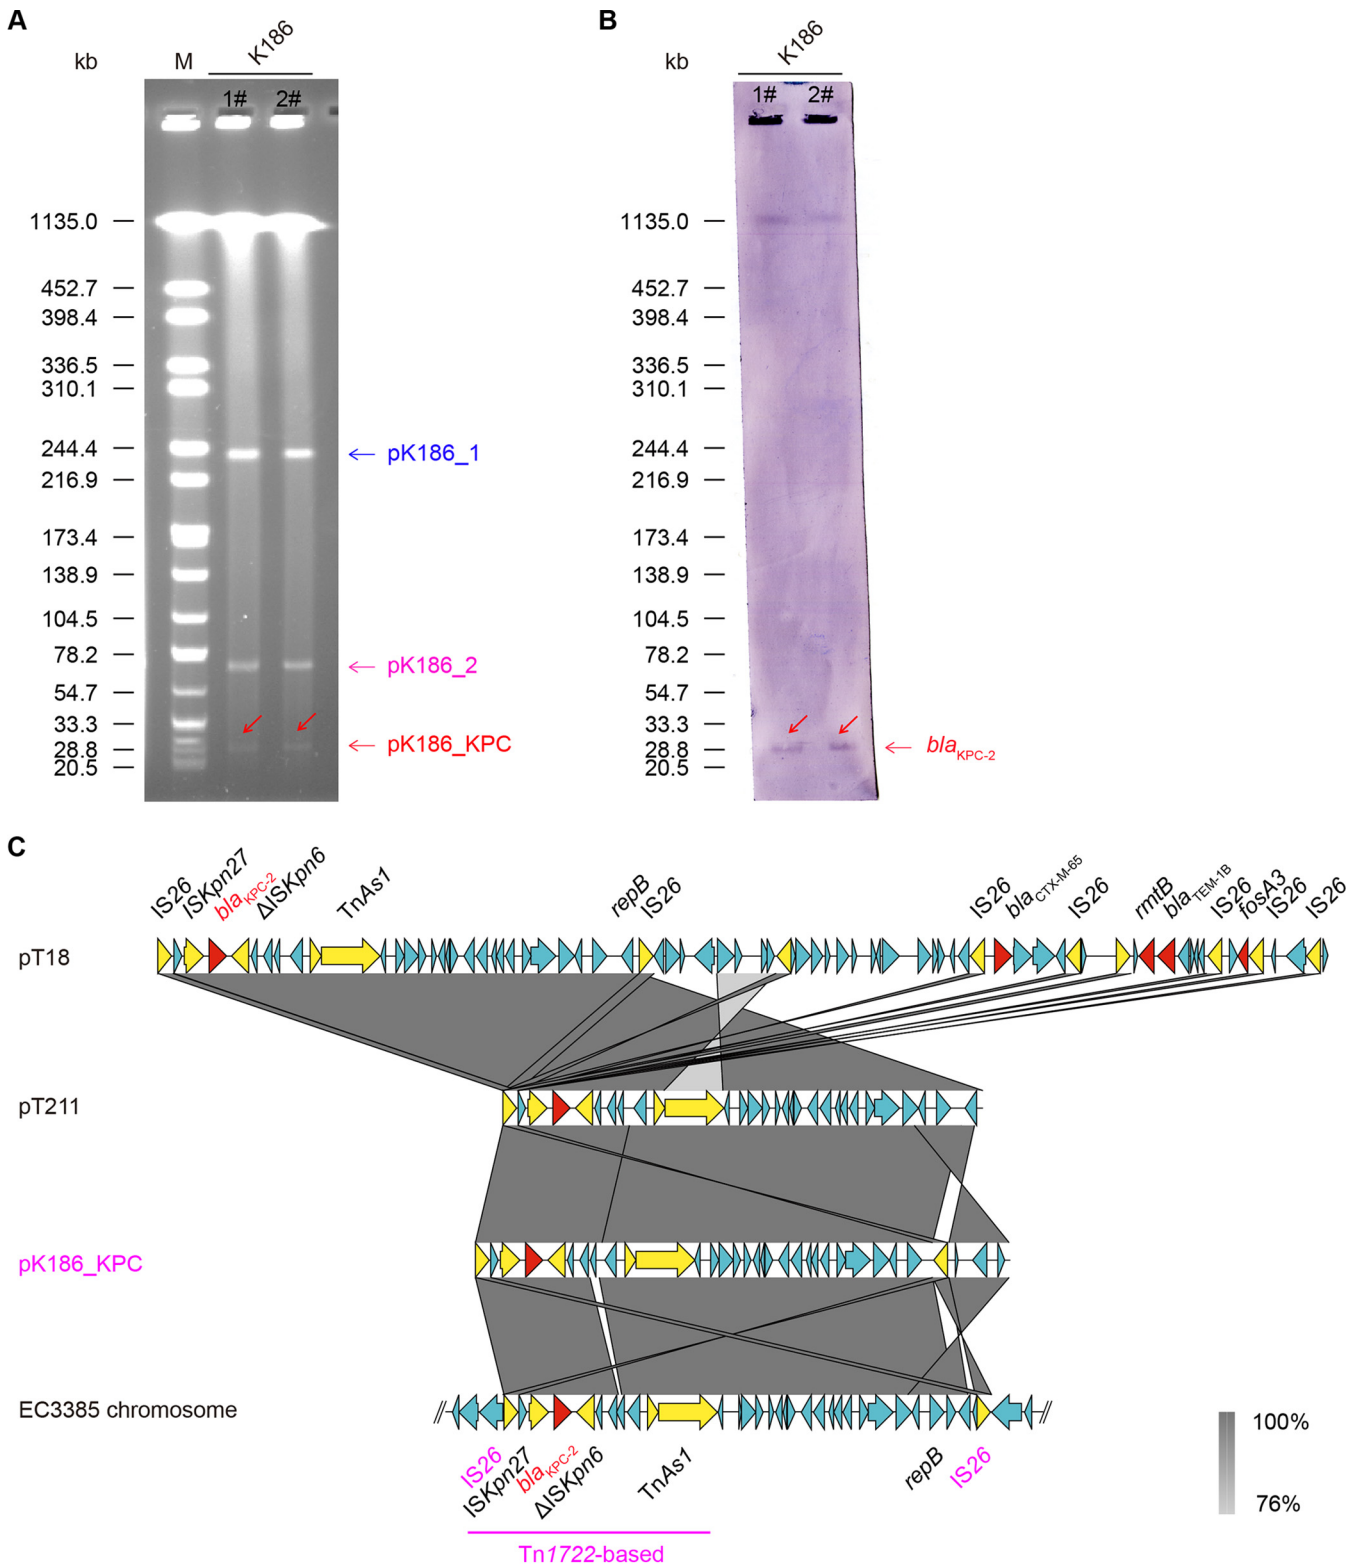 A
kb
M
K186
1#
2#
1135.0
452.7
398.4
336.5
310.1
244.4
216.9
173.4
138.9
104.5
78.2
54.7
33.3
28.8
20.5
pK186_1
pK186_2
pK186_KPC
B
kb
K186
1#
2#
1135.0
452.7
398.4
336.5
310.1
244.4
216.9
173.4
138.9
104.5
78.2
54.7
33.3
28.8
20.5
blaKPC-2
C
IS26
ISKpn27
blaKPC-2
ΔISKpn6
TnAs1
repB
IS26
IS26
blaCTX-M-65
IS26
rmtB
blaTEM-1B
IS26
fosA3
IS26
IS26
pT18
pT211
pK186_KPC
EC3385 chromosome
//
//
IS26
ISKpn27
blaKPC-2
ΔISKpn6
TnAs1
repB
IS26
Tn1722-based
100%
76%